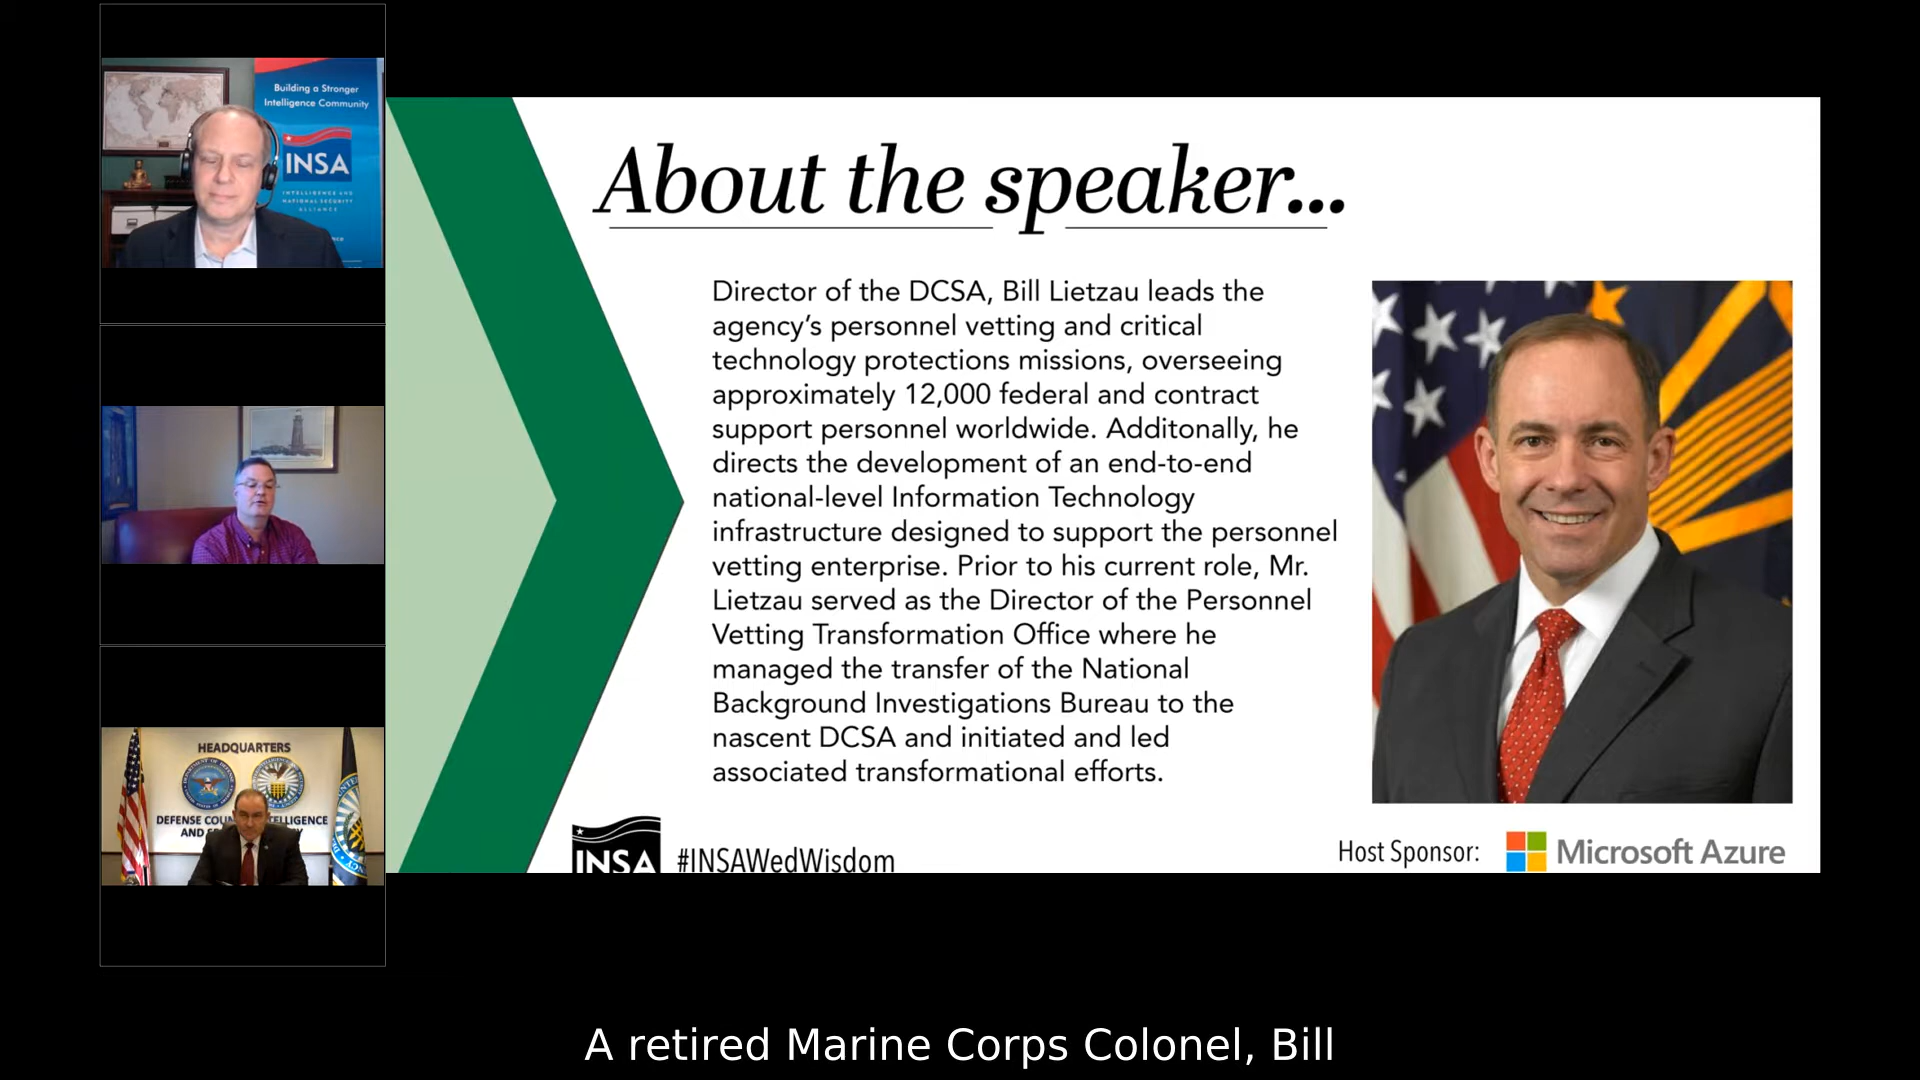 Building a Stronger
Intelligence Community
INSA
INTELLIGENCE AND
NATIONAL SECURITY
ALLIANCE
HEADQUARTERS
About the speaker...
Director of the DCSA, Bill Lietzau leads the
agency's personnel vetting and critical
technology protections missions, overseeing
approximately 12,000 federal and contract
support personnel worldwide. Additonally, he
directs the development of an end-to-end
national-level Information Technology
infrastructure designed to support the personnel
vetting enterprise. Prior to his current role, Mr.
Lietzau served as the Director of the Personnel
Vetting Transformation Office where he
managed the transfer of the National
Background Investigations Bureau to the
nascent DCSA and initiated and led
associated transformational efforts.
INSA
#INSAWedWisdom
Host Sponsor:
Microsoft Azure
A retired Marine Corps Colonel, Bill